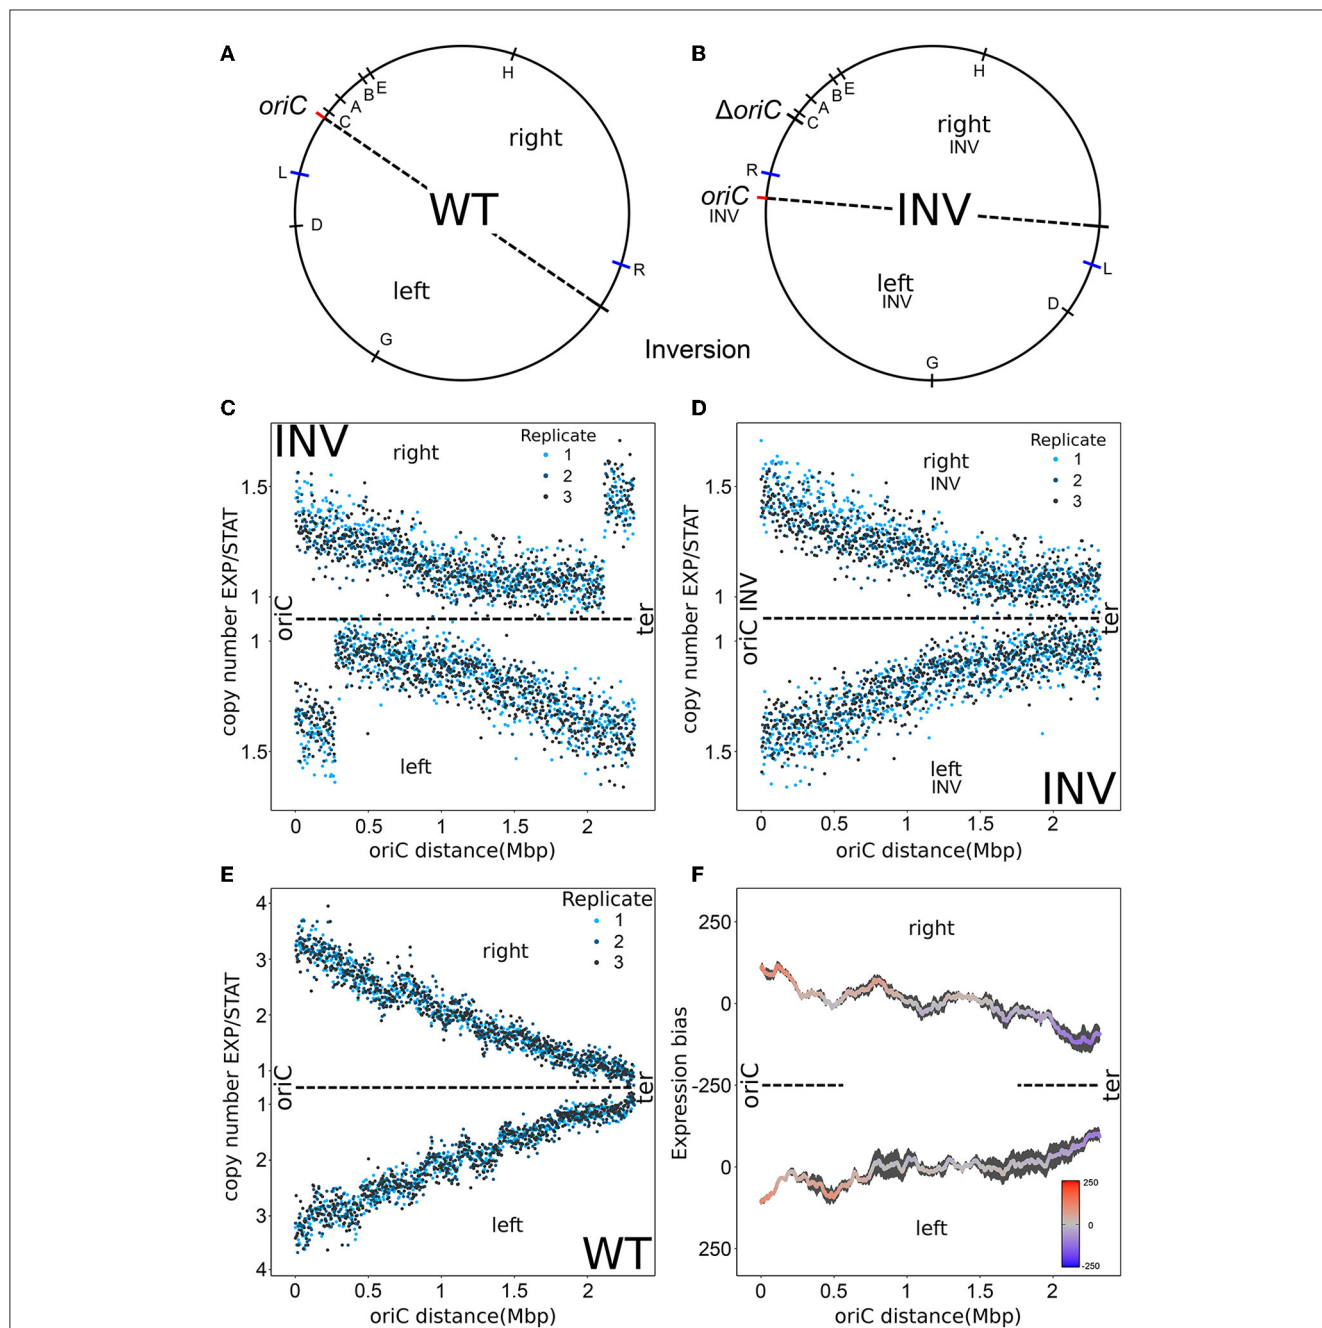 A
oriC
C
A
B
E
H
right
L
D
WT
R
left
G
B
ΔoriC
C
A
B
E
H
right
INV
R
oriC
INV
INV
L
left
INV
D
G
Inversion
C
INV
right
Replicate
1
2
3
1.5
1
1
1.5
copy number EXP/STAT
oriC
ter
left
0 0.5 1 1.5 2
oriC distance(Mbp)
D
right
INV
Replicate
1
2
3
1.5
1
1
1.5
copy number EXP/STAT
oriC INV
ter
left
INV
INV
0 0.5 1 1.5 2
oriC distance(Mbp)
E
Replicate
1
2
3
right
4
3
2
1
1
2
3
4
copy number EXP/STAT
oriC
ter
left
WT
0 0.5 1 1.5 2
oriC distance(Mbp)
F
right
250
0
-250
0
250
Expression bias
oriC
ter
left
250
0
-250
0 0.5 1 1.5 2
oriC distance(Mbp)